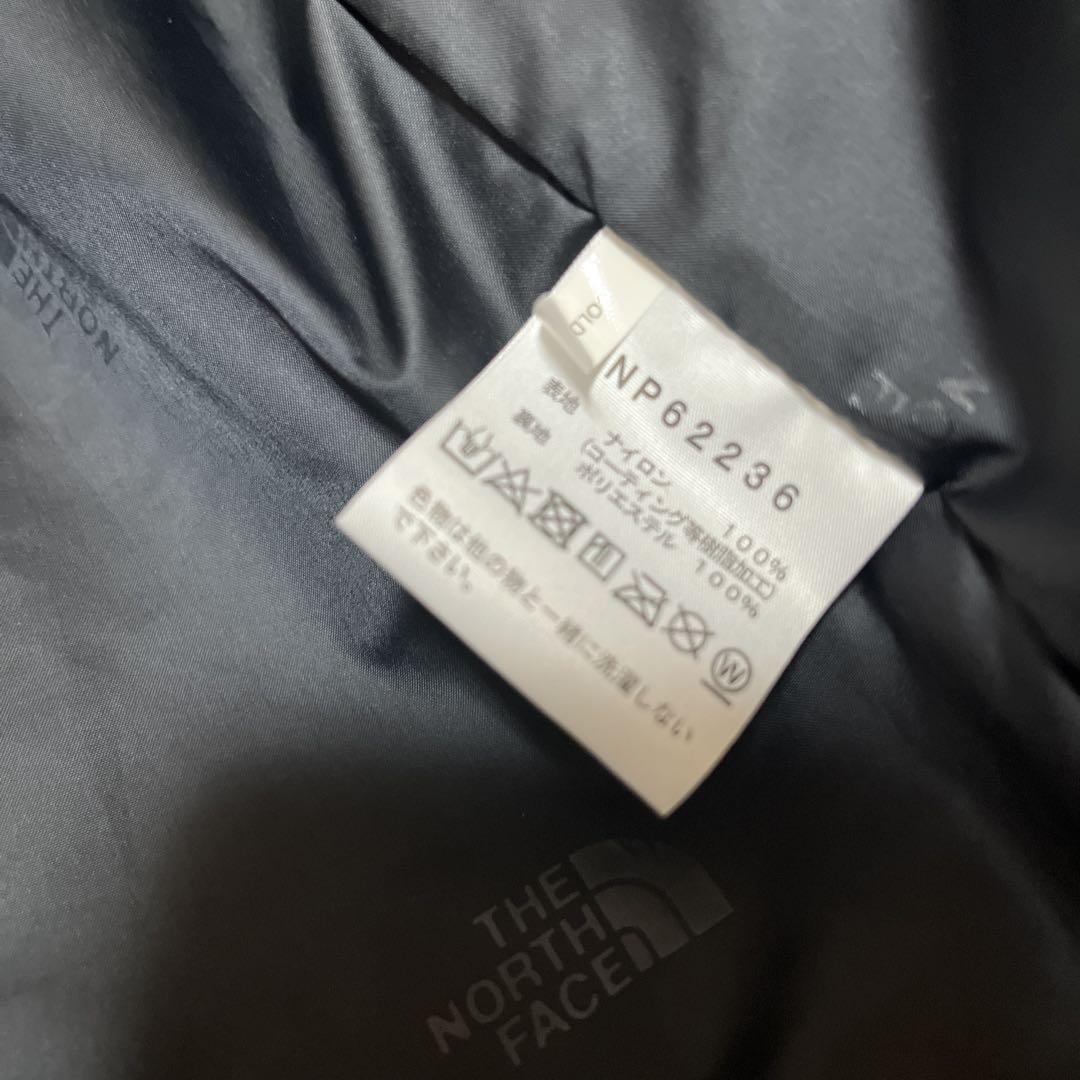 OLD
NP62236
表地 ナイロン 100%
(コーティング等樹脂加工)
裏地 ポリエステル 100%
W
色物は他の物と一緒に洗濯しない
で下さい。
THE
NORTH
FACE
THE
NORTH